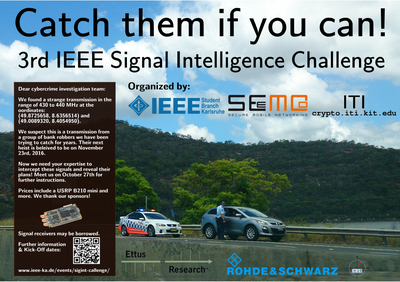 Catch them if you can!
3rd IEEE Signal Intelligence Challenge
Dear cybercrime investigation team:
We found a strange transmission in the
range of 430 to 440 MHz at the
oordinates:
(49.8725658, 8.6356514) and
(49.0089320, 8.4054950).
We suspect this is a transmission from
a group of bank robbers we have been
trying to catch for years. Their next
heist is beleived to be on November
23rd, 2016.
Now we need your expertise to
intercept these signals and reveal their
plans! Meet us on October 27th for
further instructions.
Prices include a USRP B210 mini and
more. We thank our sponsors!
Signal receivers may be borrowed.
Further information
& Kick-Off dates:
www.ieee-ka.de/events/sigint-callenge/
Organized by:
IEEE
Student
Branch
Karlsruhe
SEMO
SECURE MOBILE NETWORKING
ITI
crypto.iti.kit.edu
Ettus
Research
ROHDE&SCHWARZ